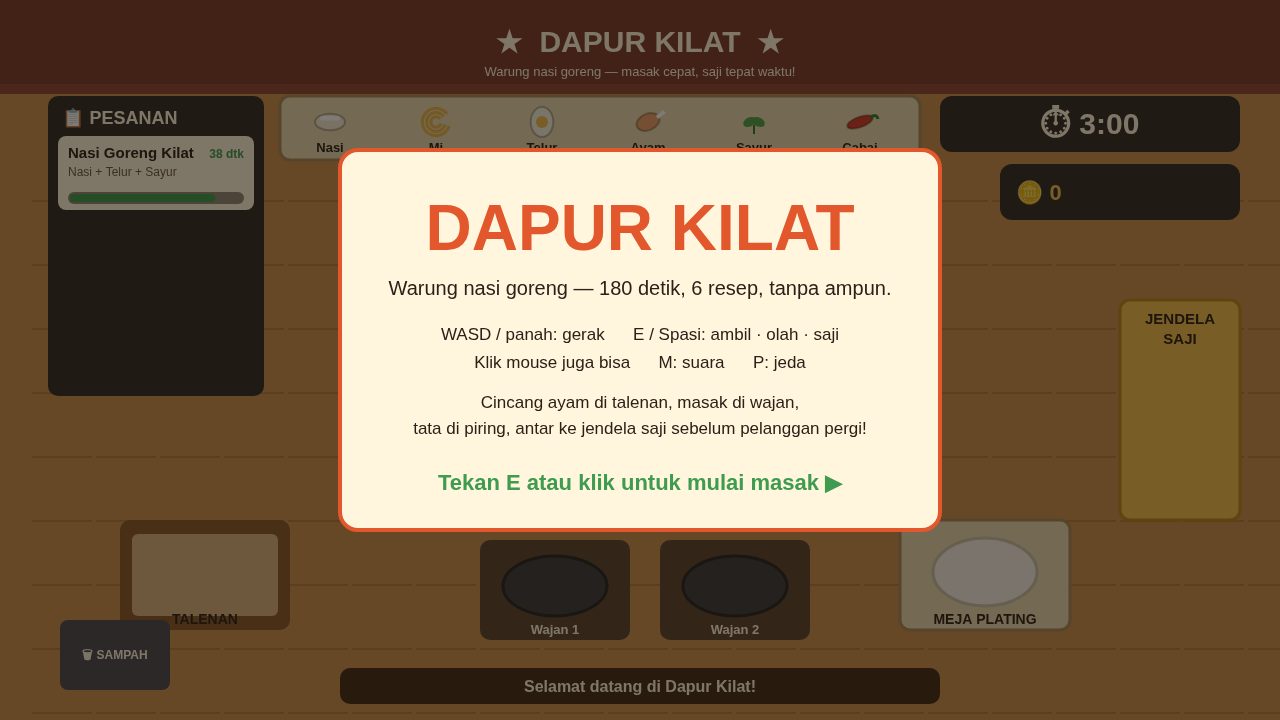 ★ DAPUR KILAT ★
Warung nasi goreng — masak cepat, saji tepat waktu!
📋 PESANAN
Nasi Goreng Kilat 38 dtk
Nasi + Telur + Sayur
Nasi Mi Telur Ayam Sayur Cabai
⏱ 3:00
🪙 0
DAPUR KILAT
Warung nasi goreng — 180 detik, 6 resep, tanpa ampun.
WASD / panah: gerak E / Spasi: ambil · olah · saji
Klik mouse juga bisa M: suara P: jeda
Cincang ayam di talenan, masak di wajan,
tata di piring, antar ke jendela saji sebelum pelanggan pergi!
Tekan E atau klik untuk mulai masak ▶
JENDELA
SAJI
TALENAN
Wajan 1
Wajan 2
MEJA PLATING
🗑 SAMPAH
Selamat datang di Dapur Kilat!